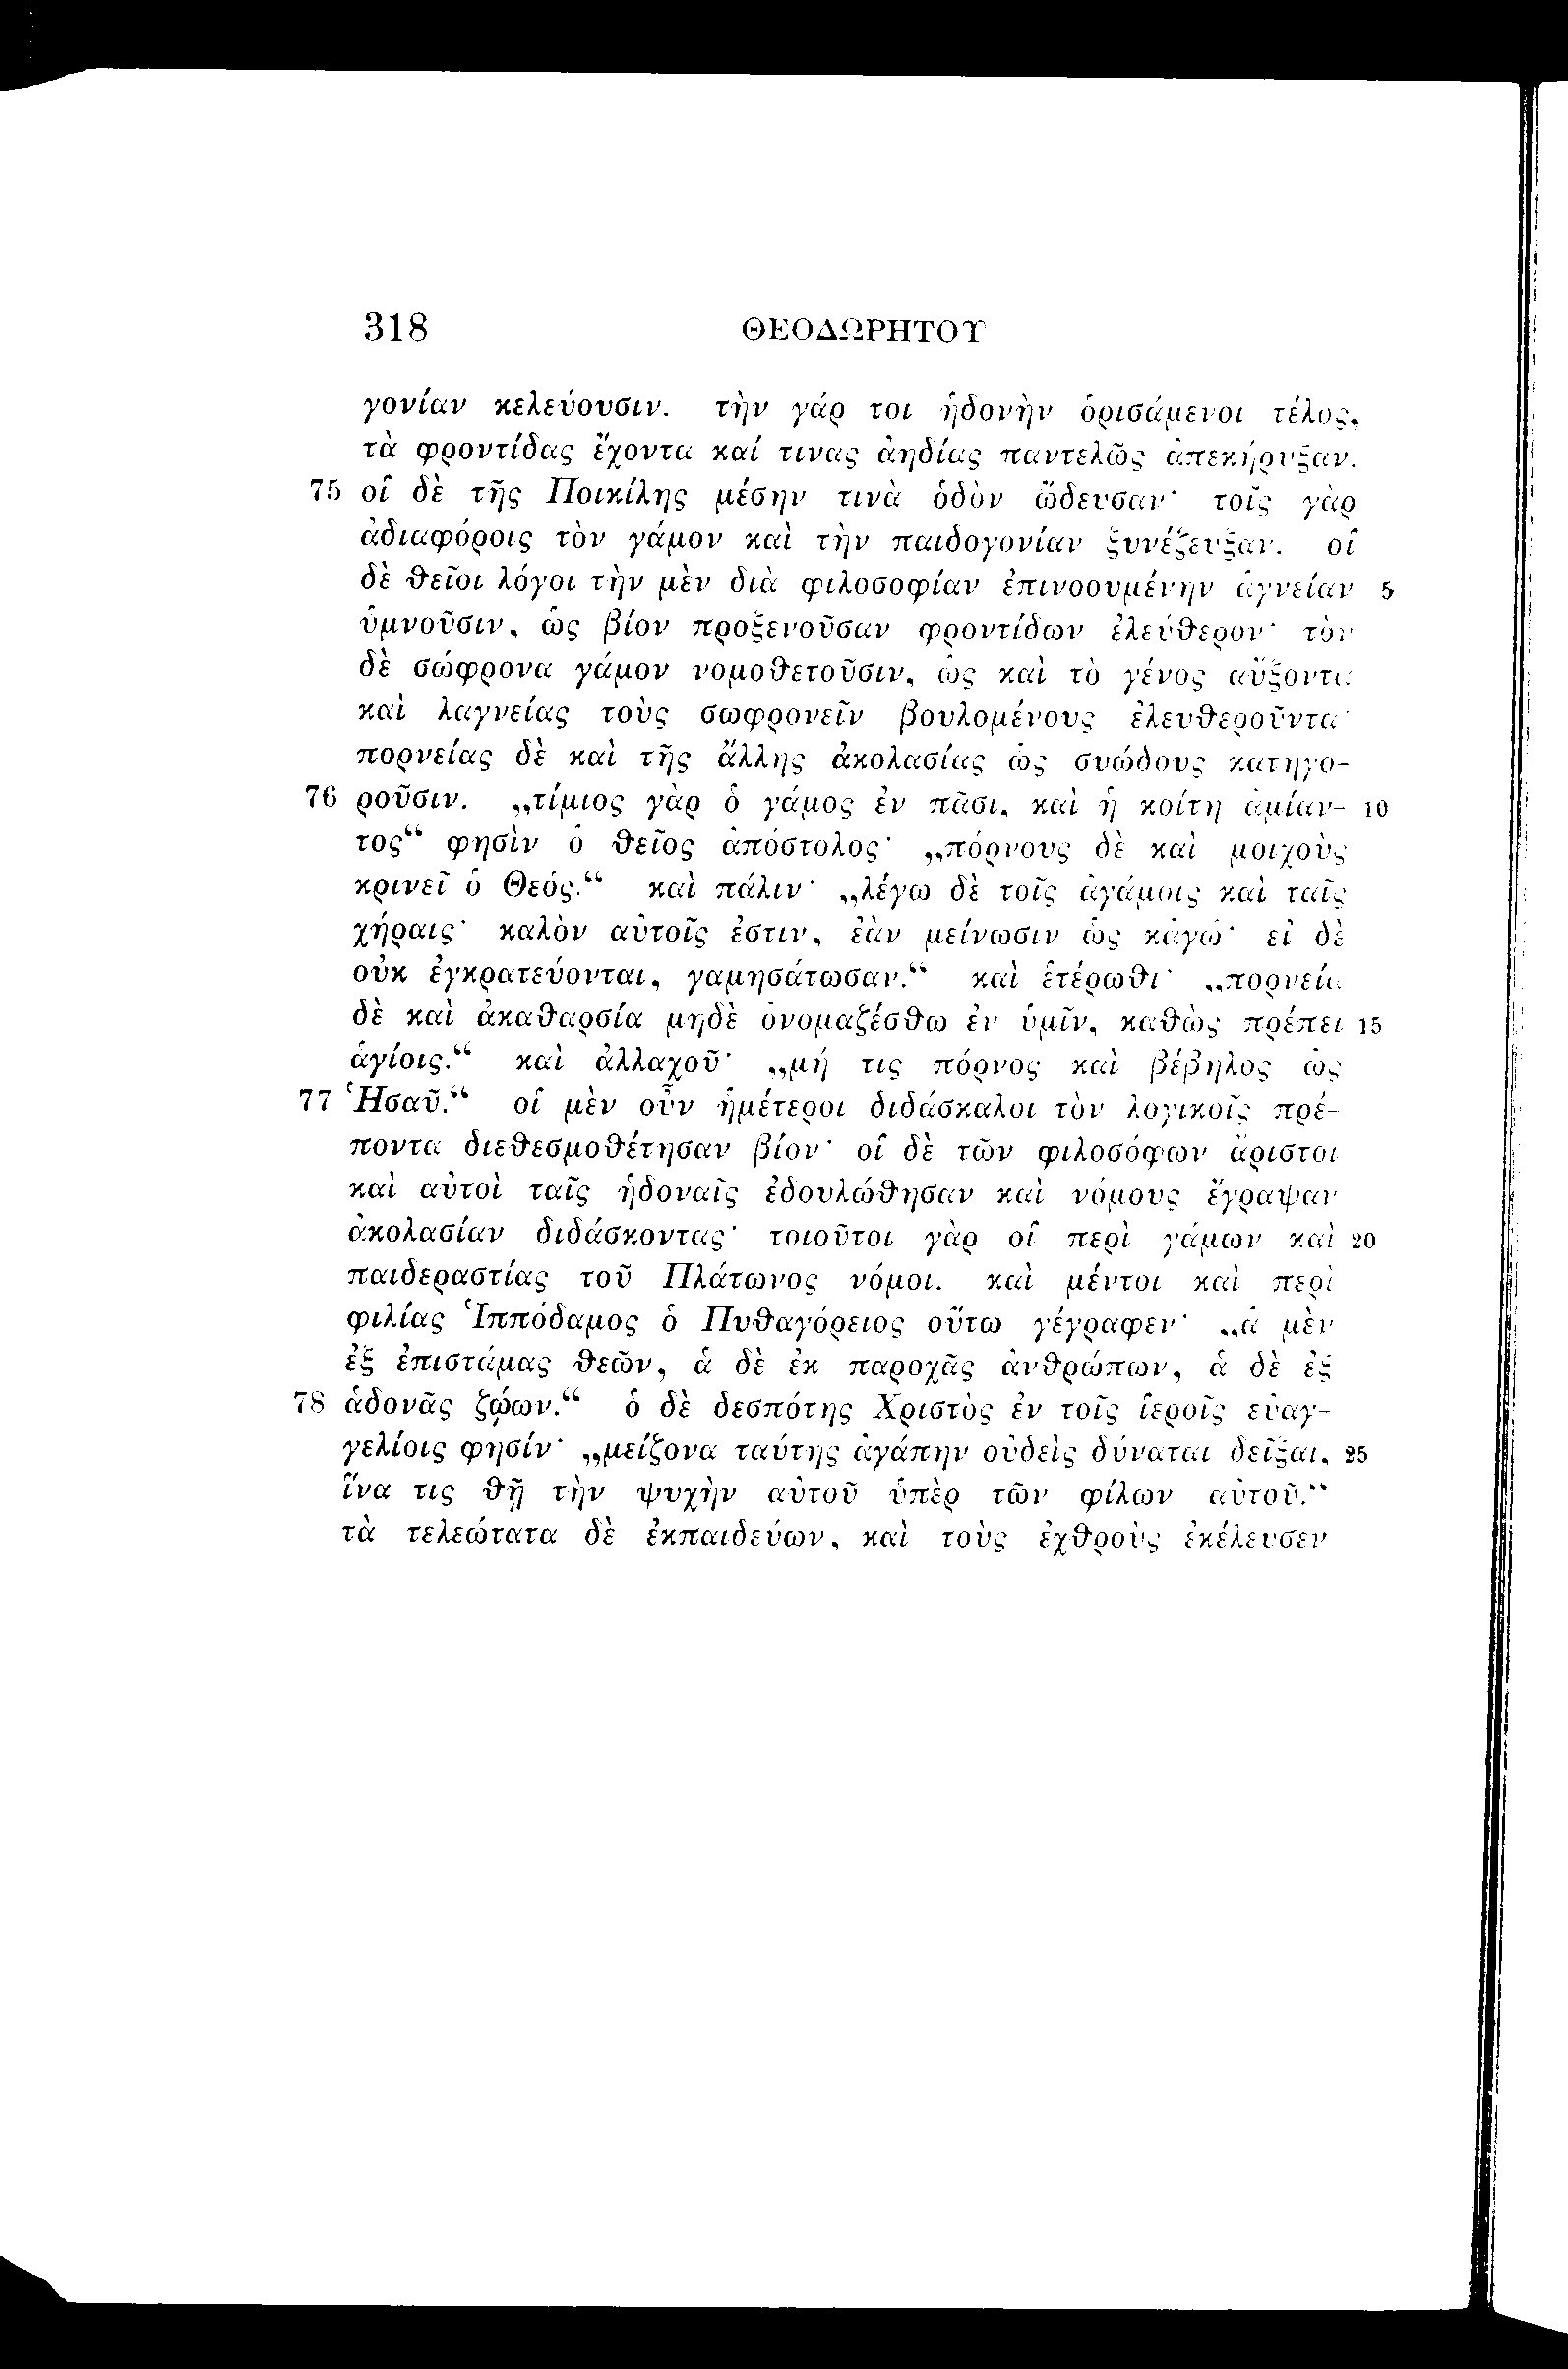 318 ΘΕΟΔΩΡΗΤΟΥ
γονίαν κελεύουσιν. τὴν γάρ τοι ἡδονὴν ὁρισάμενοι τέλος,
τὰ φροντίδας ἔχοντα καί τινας ἀηδίας παντελῶς ἀπεκήρυξαν.
75 οἱ δὲ τῆς Ποικίλης μέσην τινὰ ὁδὸν ὥδευσαν· τοῖς γὰρ
ἀδιαφόροις τὸν γάμον καὶ τὴν παιδογονίαν ξυνέζευξαν. οἱ
δὲ θεῖοι λόγοι τὴν μὲν διὰ φιλοσοφίαν ἐπινοουμένην ἁγνείαν 5
ὑμνοῦσιν, ὡς βίον προξενοῦσαν φροντίδων ἐλεύθερον· τὸν
δὲ σώφρονα γάμον νομοθετοῦσιν, ὡς καὶ τὸ γένος αὔξοντα
καὶ λαγνείας τοὺς σωφρονεῖν βουλομένους ἐλευθεροῦντα·
πορνείας δὲ καὶ τῆς ἄλλης ἀκολασίας ὡς συώδους κατηγο-
76 ροῦσιν. „τίμιος γὰρ ὁ γάμος ἐν πᾶσι, καὶ ἡ κοίτη ἀμίαν- 10
τος“ φησὶν ὁ θεῖος ἀπόστολος· „πόρνους δὲ καὶ μοιχοὺς
κρινεῖ ὁ Θεός.“ καὶ πάλιν· „λέγω δὲ τοῖς ἀγάμοις καὶ ταῖς
χήραις· καλὸν αὐτοῖς ἐστιν, ἐὰν μείνωσιν ὡς κἀγώ· εἰ δὲ
οὐκ ἐγκρατεύονται, γαμησάτωσαν.“ καὶ ἑτέρωθι· „πορνεία
δὲ καὶ ἀκαθαρσία μηδὲ ὀνομαζέσθω ἐν ὑμῖν, καθὼς πρέπει 15
ἁγίοις.“ καὶ ἀλλαχοῦ· „μή τις πόρνος καὶ βέβηλος ὡς
77 Ἡσαῦ.“ οἱ μὲν οὖν ἡμέτεροι διδάσκαλοι τὸν λογικοῖς πρέ-
ποντα διεθεσμοθέτησαν βίον· οἱ δὲ τῶν φιλοσόφων ἄριστοι
καὶ αὐτοὶ ταῖς ἡδοναῖς ἐδουλώθησαν καὶ νόμους ἔγραψαν
ἀκολασίαν διδάσκοντας· τοιοῦτοι γὰρ οἱ περὶ γάμων καὶ 20
παιδεραστίας τοῦ Πλάτωνος νόμοι. καὶ μέντοι καὶ περὶ
φιλίας Ἱππόδαμος ὁ Πυθαγόρειος οὕτω γέγραφεν· „ἁ μὲν
ἐξ ἐπιστάμας θεῶν, ἁ δὲ ἐκ παροχᾶς ἀνθρώπων, ἁ δὲ ἐξ
78 ἁδονᾶς ζῴων.“ ὁ δὲ δεσπότης Χριστὸς ἐν τοῖς ἱεροῖς εὐαγ-
γελίοις φησίν· „μείζονα ταύτης ἀγάπην οὐδεὶς δύναται δεῖξαι, 25
ἵνα τις θῇ τὴν ψυχὴν αὐτοῦ ὑπὲρ τῶν φίλων αὐτοῦ.“
τὰ τελεώτατα δὲ ἐκπαιδεύων, καὶ τοὺς ἐχθροὺς ἐκέλευσεν